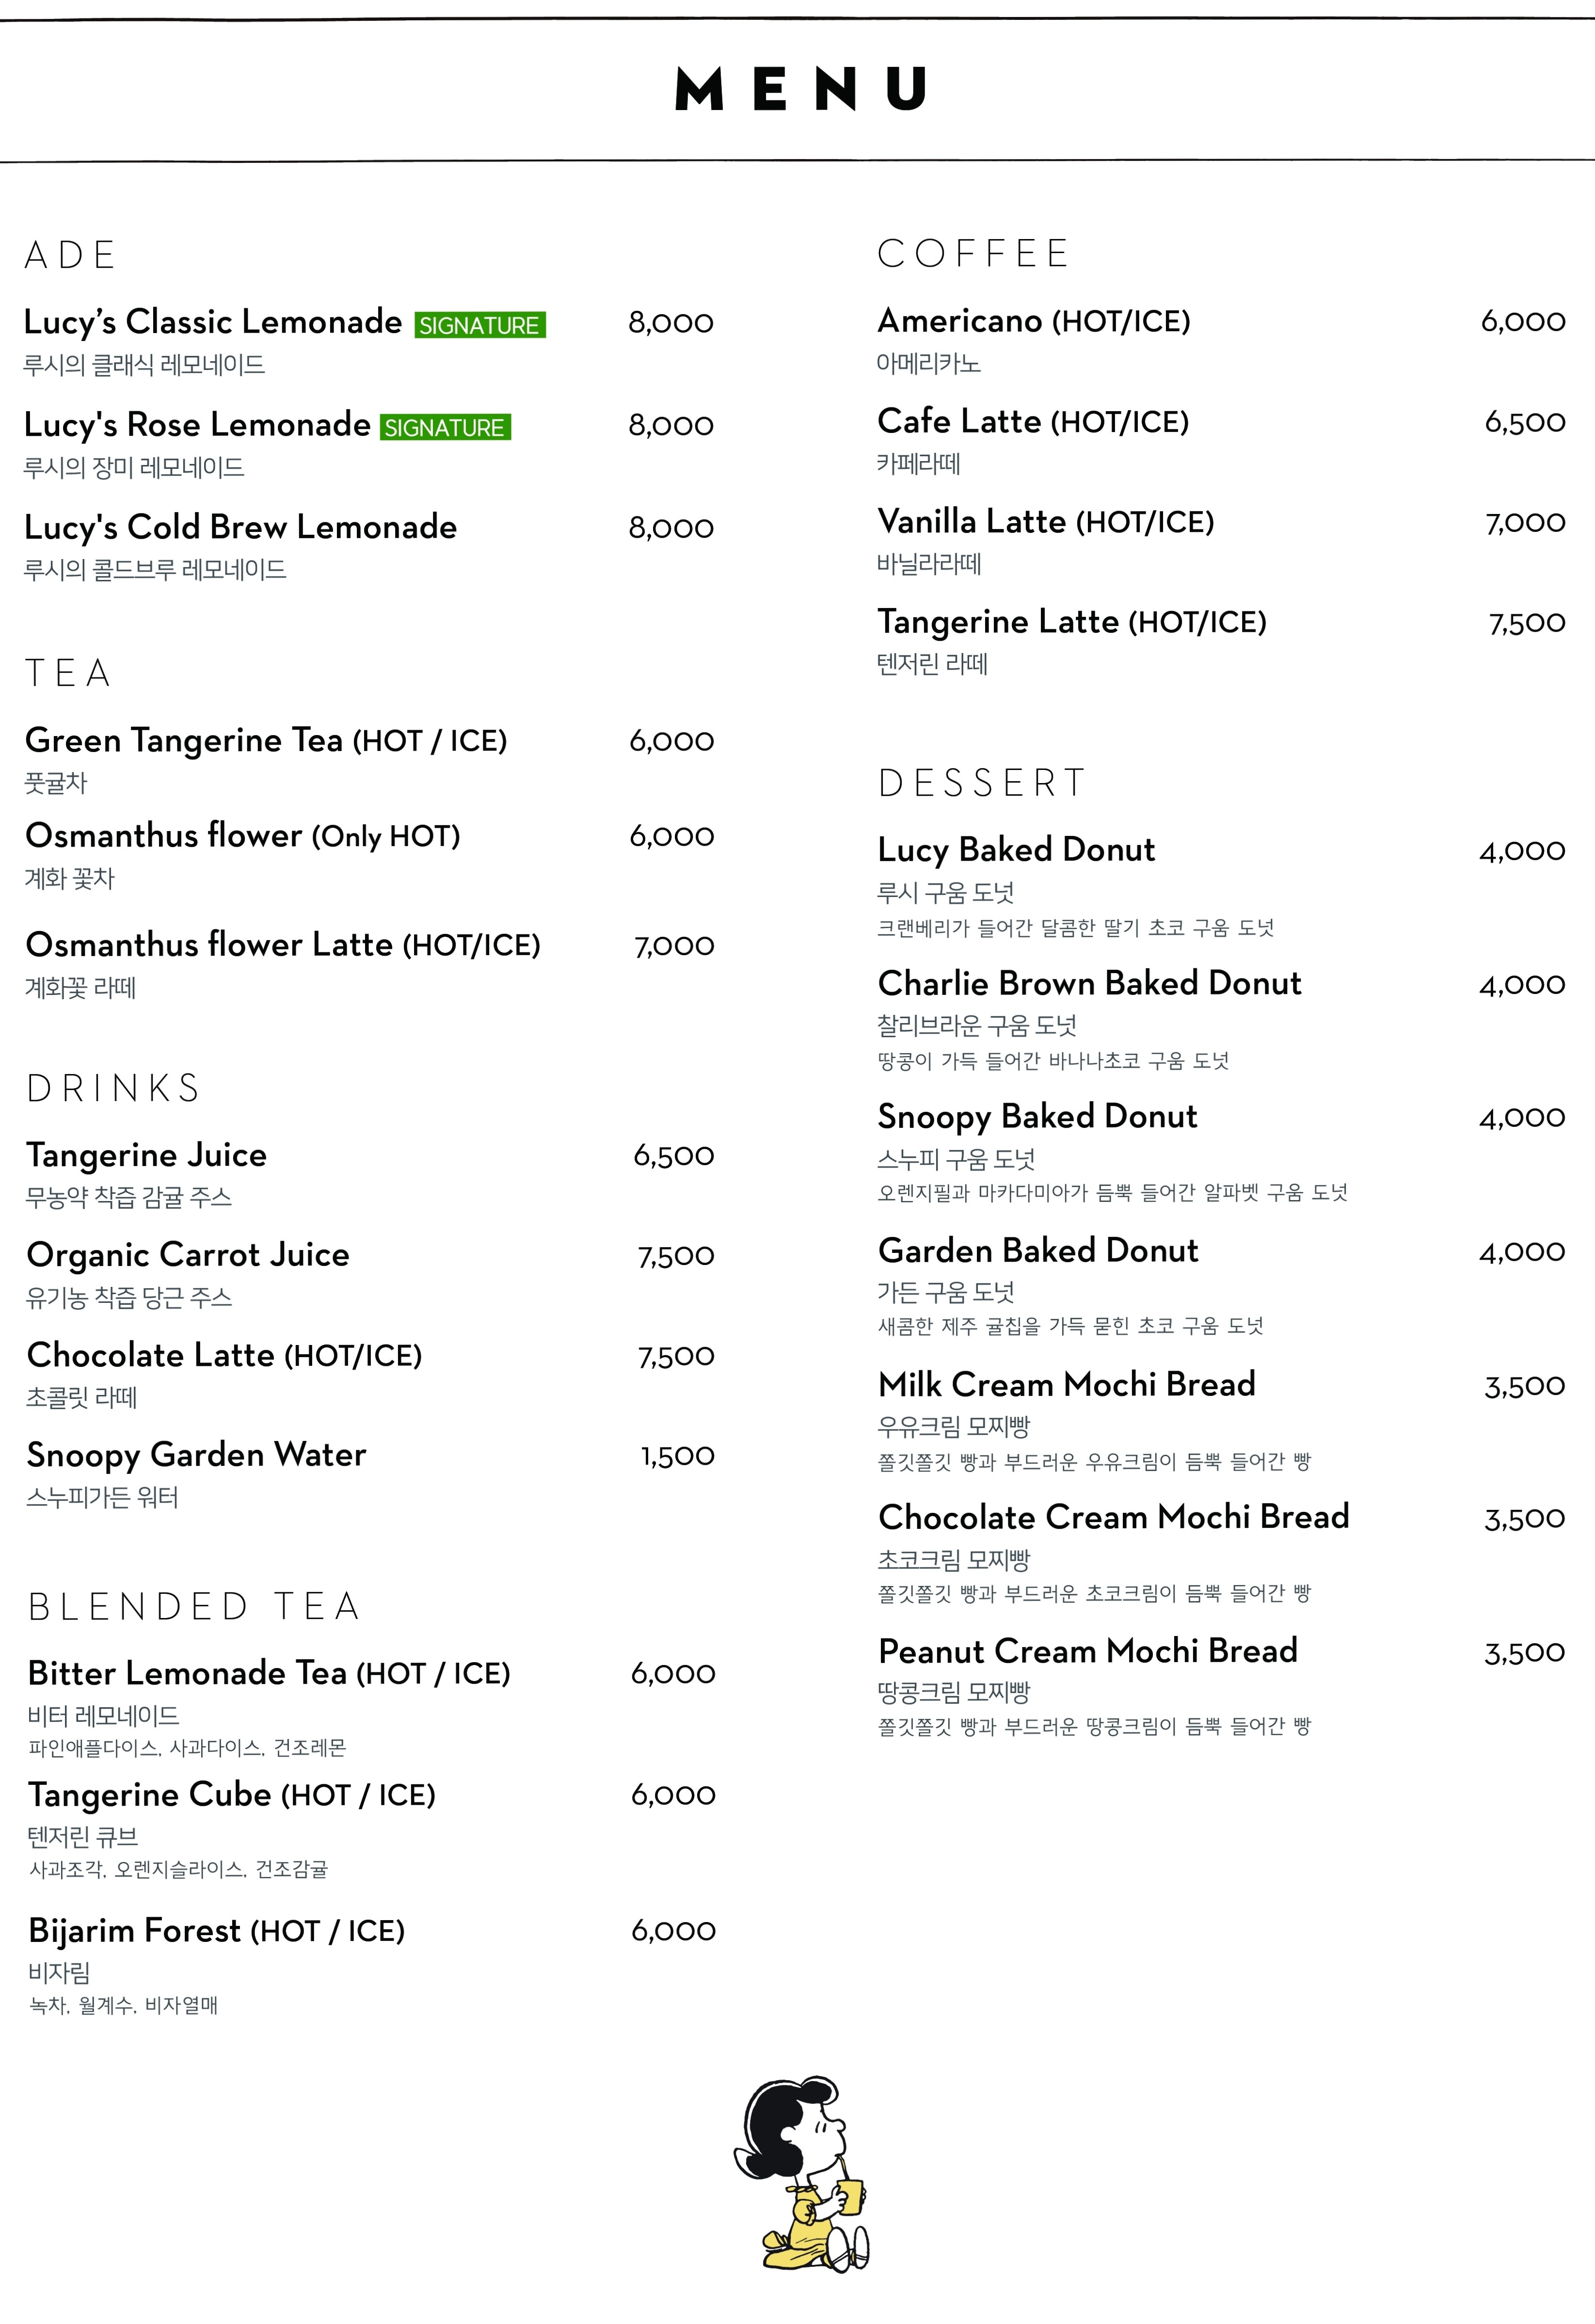 MENU
ADE
Lucy’s Classic Lemonade SIGNATURE 8,000
루시의 클래식 레모네이드
Lucy's Rose Lemonade SIGNATURE 8,000
루시의 장미 레모네이드
Lucy's Cold Brew Lemonade 8,000
루시의 콜드브루 레모네이드
TEA
Green Tangerine Tea (HOT / ICE) 6,000
풋귤차
Osmanthus flower (Only HOT) 6,000
계화 꽃차
Osmanthus flower Latte (HOT/ICE) 7,000
계화꽃 라떼
DRINKS
Tangerine Juice 6,500
무농약 착즙 감귤 주스
Organic Carrot Juice 7,500
유기농 착즙 당근 주스
Chocolate Latte (HOT/ICE) 7,500
초콜릿 라떼
Snoopy Garden Water 1,500
스누피가든 워터
BLENDED TEA
Bitter Lemonade Tea (HOT / ICE) 6,000
비터 레모네이드
파인애플다이스, 사과다이스, 건조레몬
Tangerine Cube (HOT / ICE) 6,000
텐저린 큐브
사과조각, 오렌지슬라이스, 건조감귤
Bijarim Forest (HOT / ICE) 6,000
비자림
녹차, 월계수, 비자열매
COFFEE
Americano (HOT/ICE) 6,000
아메리카노
Cafe Latte (HOT/ICE) 6,500
카페라떼
Vanilla Latte (HOT/ICE) 7,000
바닐라라떼
Tangerine Latte (HOT/ICE) 7,500
텐저린 라떼
DESSERT
Lucy Baked Donut 4,000
루시 구움 도넛
크랜베리가 들어간 달콤한 딸기 초코 구움 도넛
Charlie Brown Baked Donut 4,000
찰리브라운 구움 도넛
땅콩이 가득 들어간 바나나초코 구움 도넛
Snoopy Baked Donut 4,000
스누피 구움 도넛
오렌지필과 마카다미아가 듬뿍 들어간 알파벳 구움 도넛
Garden Baked Donut 4,000
가든 구움 도넛
새콤한 제주 귤칩을 가득 묻힌 초코 구움 도넛
Milk Cream Mochi Bread 3,500
우유크림 모찌빵
쫄깃쫄깃 빵과 부드러운 우유크림이 듬뿍 들어간 빵
Chocolate Cream Mochi Bread 3,500
초코크림 모찌빵
쫄깃쫄깃 빵과 부드러운 초코크림이 듬뿍 들어간 빵
Peanut Cream Mochi Bread 3,500
땅콩크림 모찌빵
쫄깃쫄깃 빵과 부드러운 땅콩크림이 듬뿍 들어간 빵